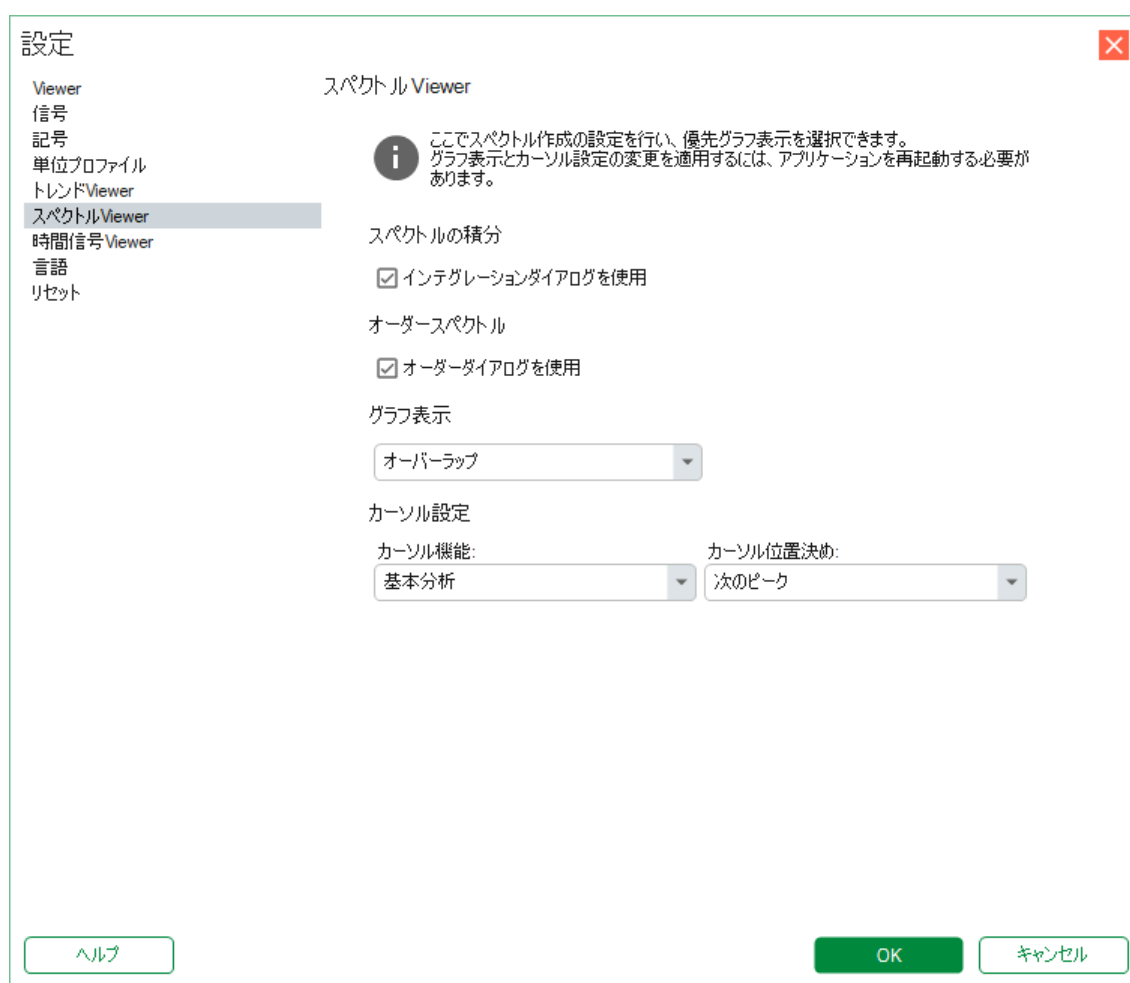 設定
Viewer
信号
記号
単位プロファイル
トレンドViewer
スペクトルViewer
時間信号Viewer
言語
リセット
スペクトルViewer
ここでスペクトル作成の設定を行い、優先グラフ表示を選択できます。
グラフ表示とカーソル設定の変更を適用するには、アプリケーションを再起動する必要が
あります。
スペクトルの積分
インテグレーションダイアログを使用
オーダースペクトル
オーダーダイアログを使用
グラフ表示
オーバーラップ
カーソル設定
カーソル機能:
カーソル位置決め:
基本分析
次のピーク
ヘルプ
OK
キャンセル